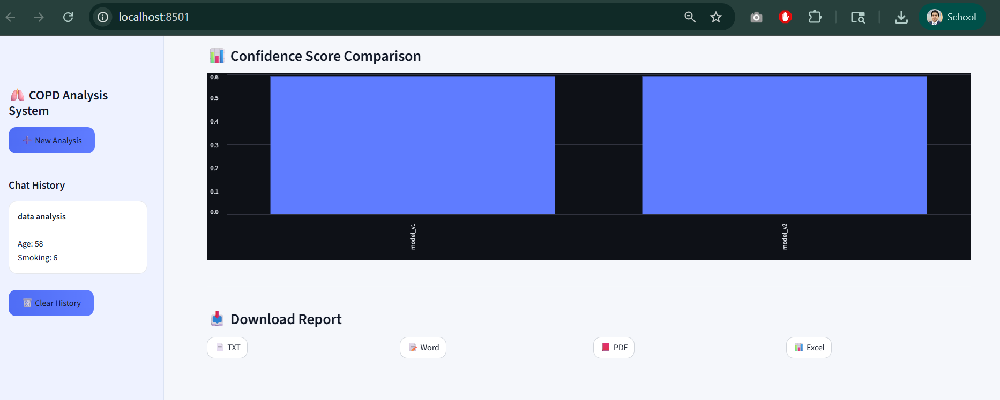 localhost:8501
School
COPD Analysis
System
New Analysis
Chat History
data analysis
Age: 58
Smoking: 6
Clear History
Confidence Score Comparison
0.6
0.5
0.4
0.3
0.2
0.1
0.0
model_v1
model_v2
Download Report
TXT
Word
PDF
Excel